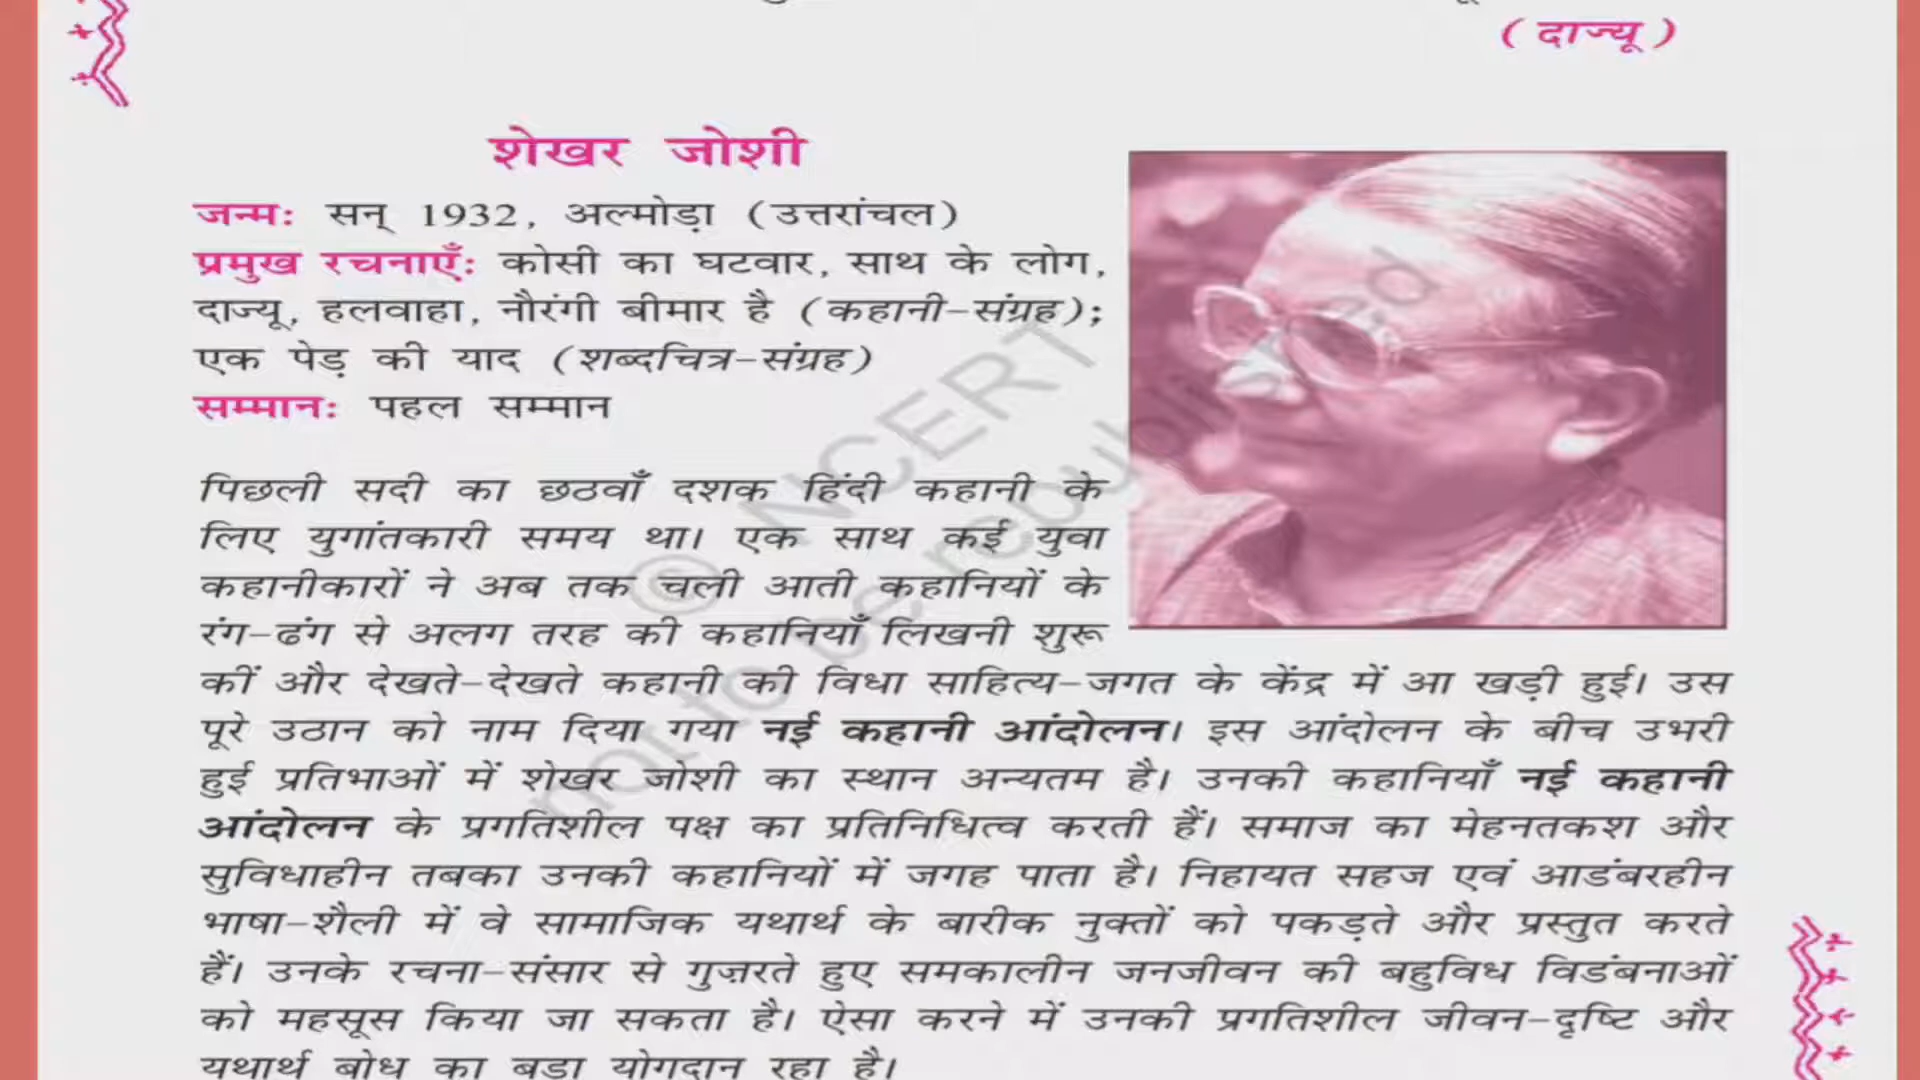 ( दाज्यू )
शेखर जोशी
जन्मः सन् 1932, अल्मोड़ा (उत्तरांचल)
प्रमुख रचनाएँः कोसी का घटवार, साथ के लोग,
दाज्यू, हलवाहा, नौरंगी बीमार है (कहानी-संग्रह);
एक पेड़ की याद (शब्दचित्र-संग्रह)
सम्मानः पहल सम्मान
पिछली सदी का छठवाँ दशक हिंदी कहानी के
लिए युगांतकारी समय था। एक साथ कई युवा
कहानीकारों ने अब तक चली आती कहानियों के
रंग-ढंग से अलग तरह की कहानियाँ लिखनी शुरू
कीं और देखते-देखते कहानी की विधा साहित्य-जगत के केंद्र में आ खड़ी हुई। उस
पूरे उठान को नाम दिया गया नई कहानी आंदोलन। इस आंदोलन के बीच उभरी
हुई प्रतिभाओं में शेखर जोशी का स्थान अन्यतम है। उनकी कहानियाँ नई कहानी
आंदोलन के प्रगतिशील पक्ष का प्रतिनिधित्व करती हैं। समाज का मेहनतकश और
सुविधाहीन तबका उनकी कहानियों में जगह पाता है। निहायत सहज एवं आडंबरहीन
भाषा-शैली में वे सामाजिक यथार्थ के बारीक नुक्तों को पकड़ते और प्रस्तुत करते
हैं। उनके रचना-संसार से गुज़रते हुए समकालीन जनजीवन की बहुविध विडंबनाओं
को महसूस किया जा सकता है। ऐसा करने में उनकी प्रगतिशील जीवन-दृष्टि और
यथार्थ बोध का बड़ा योगदान रहा है।
© NCERT
not to be republished